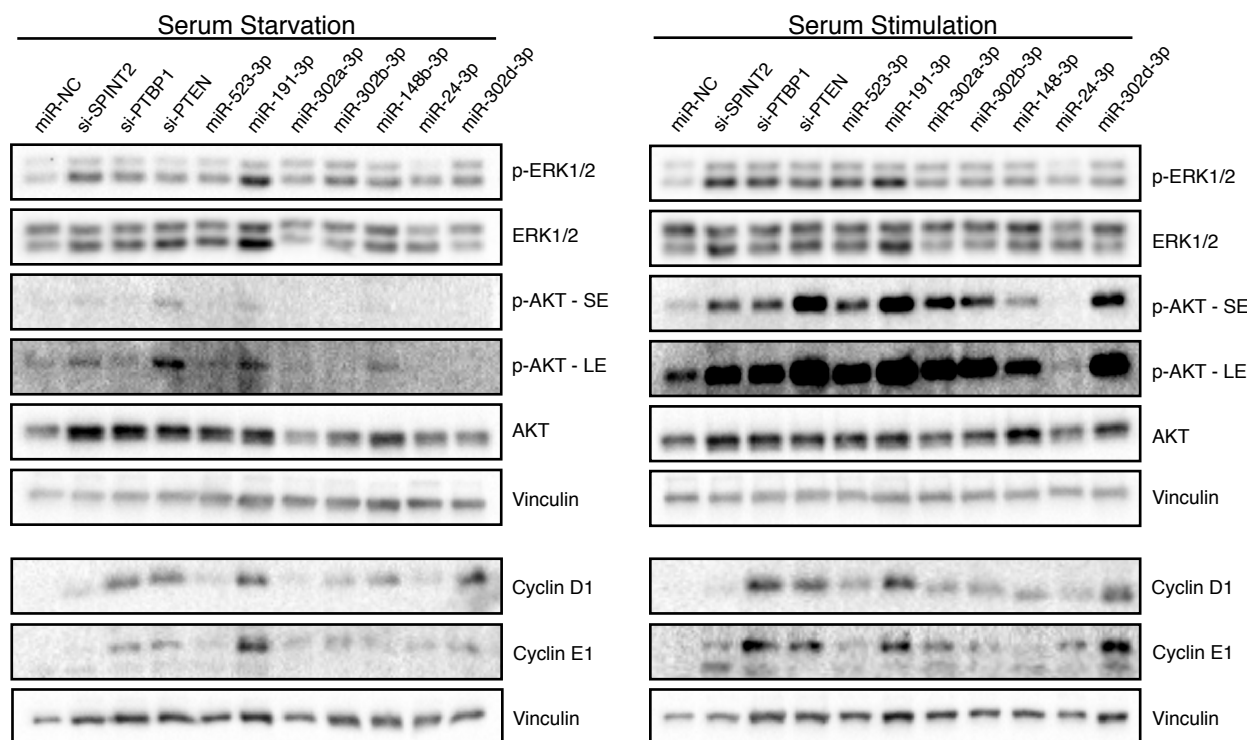 Serum Starvation
miR-NC
si-SPINT2
si-PTBP1
si-PTEN
miR-523-3p
miR-191-3p
miR-302a-3p
miR-302b-3p
miR-148b-3p
miR-24-3p
miR-302d-3p
p-ERK1/2
ERK1/2
p-AKT - SE
p-AKT - LE
AKT
Vinculin
Cyclin D1
Cyclin E1
Vinculin
Serum Stimulation
miR-NC
si-SPINT2
si-PTBP1
si-PTEN
miR-523-3p
miR-191-3p
miR-302a-3p
miR-302b-3p
miR-148-3p
miR-24-3p
miR-302d-3p
p-ERK1/2
ERK1/2
p-AKT - SE
p-AKT - LE
AKT
Vinculin
Cyclin D1
Cyclin E1
Vinculin